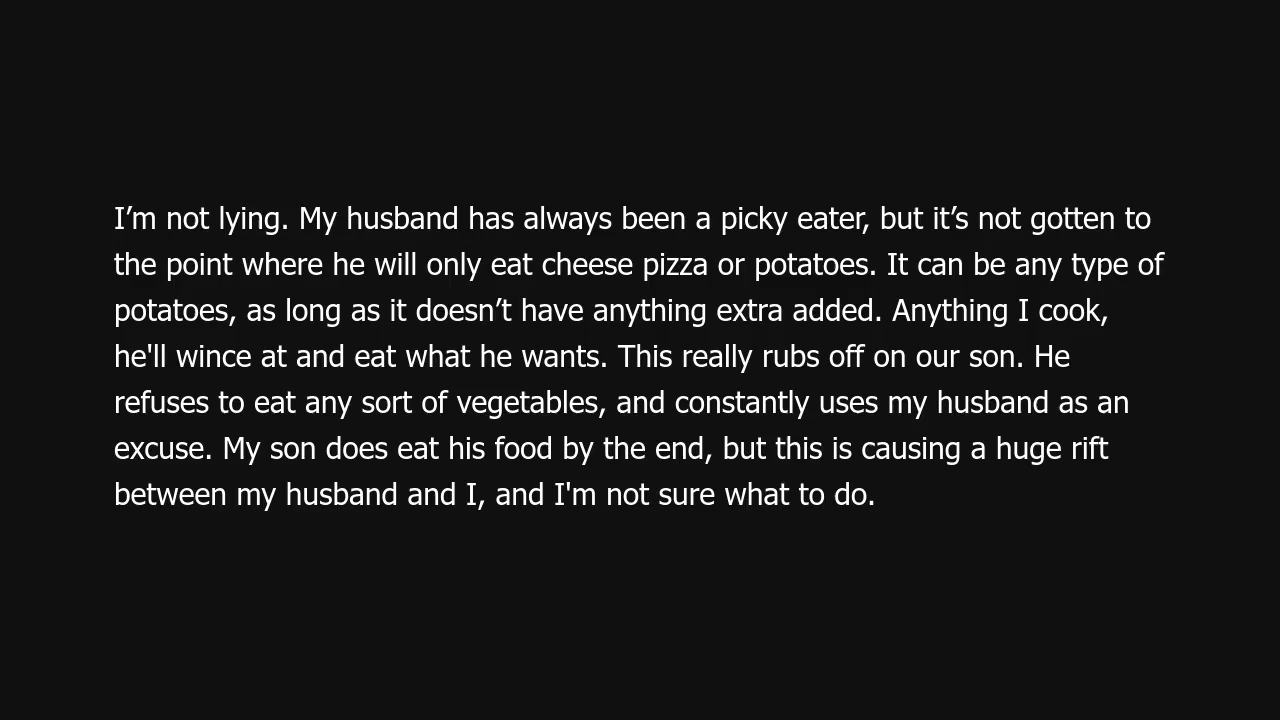 I’m not lying. My husband has always been a picky eater, but it’s not gotten to
the point where he will only eat cheese pizza or potatoes. It can be any type of
potatoes, as long as it doesn’t have anything extra added. Anything I cook,
he'll wince at and eat what he wants. This really rubs off on our son. He
refuses to eat any sort of vegetables, and constantly uses my husband as an
excuse. My son does eat his food by the end, but this is causing a huge rift
between my husband and I, and I'm not sure what to do.